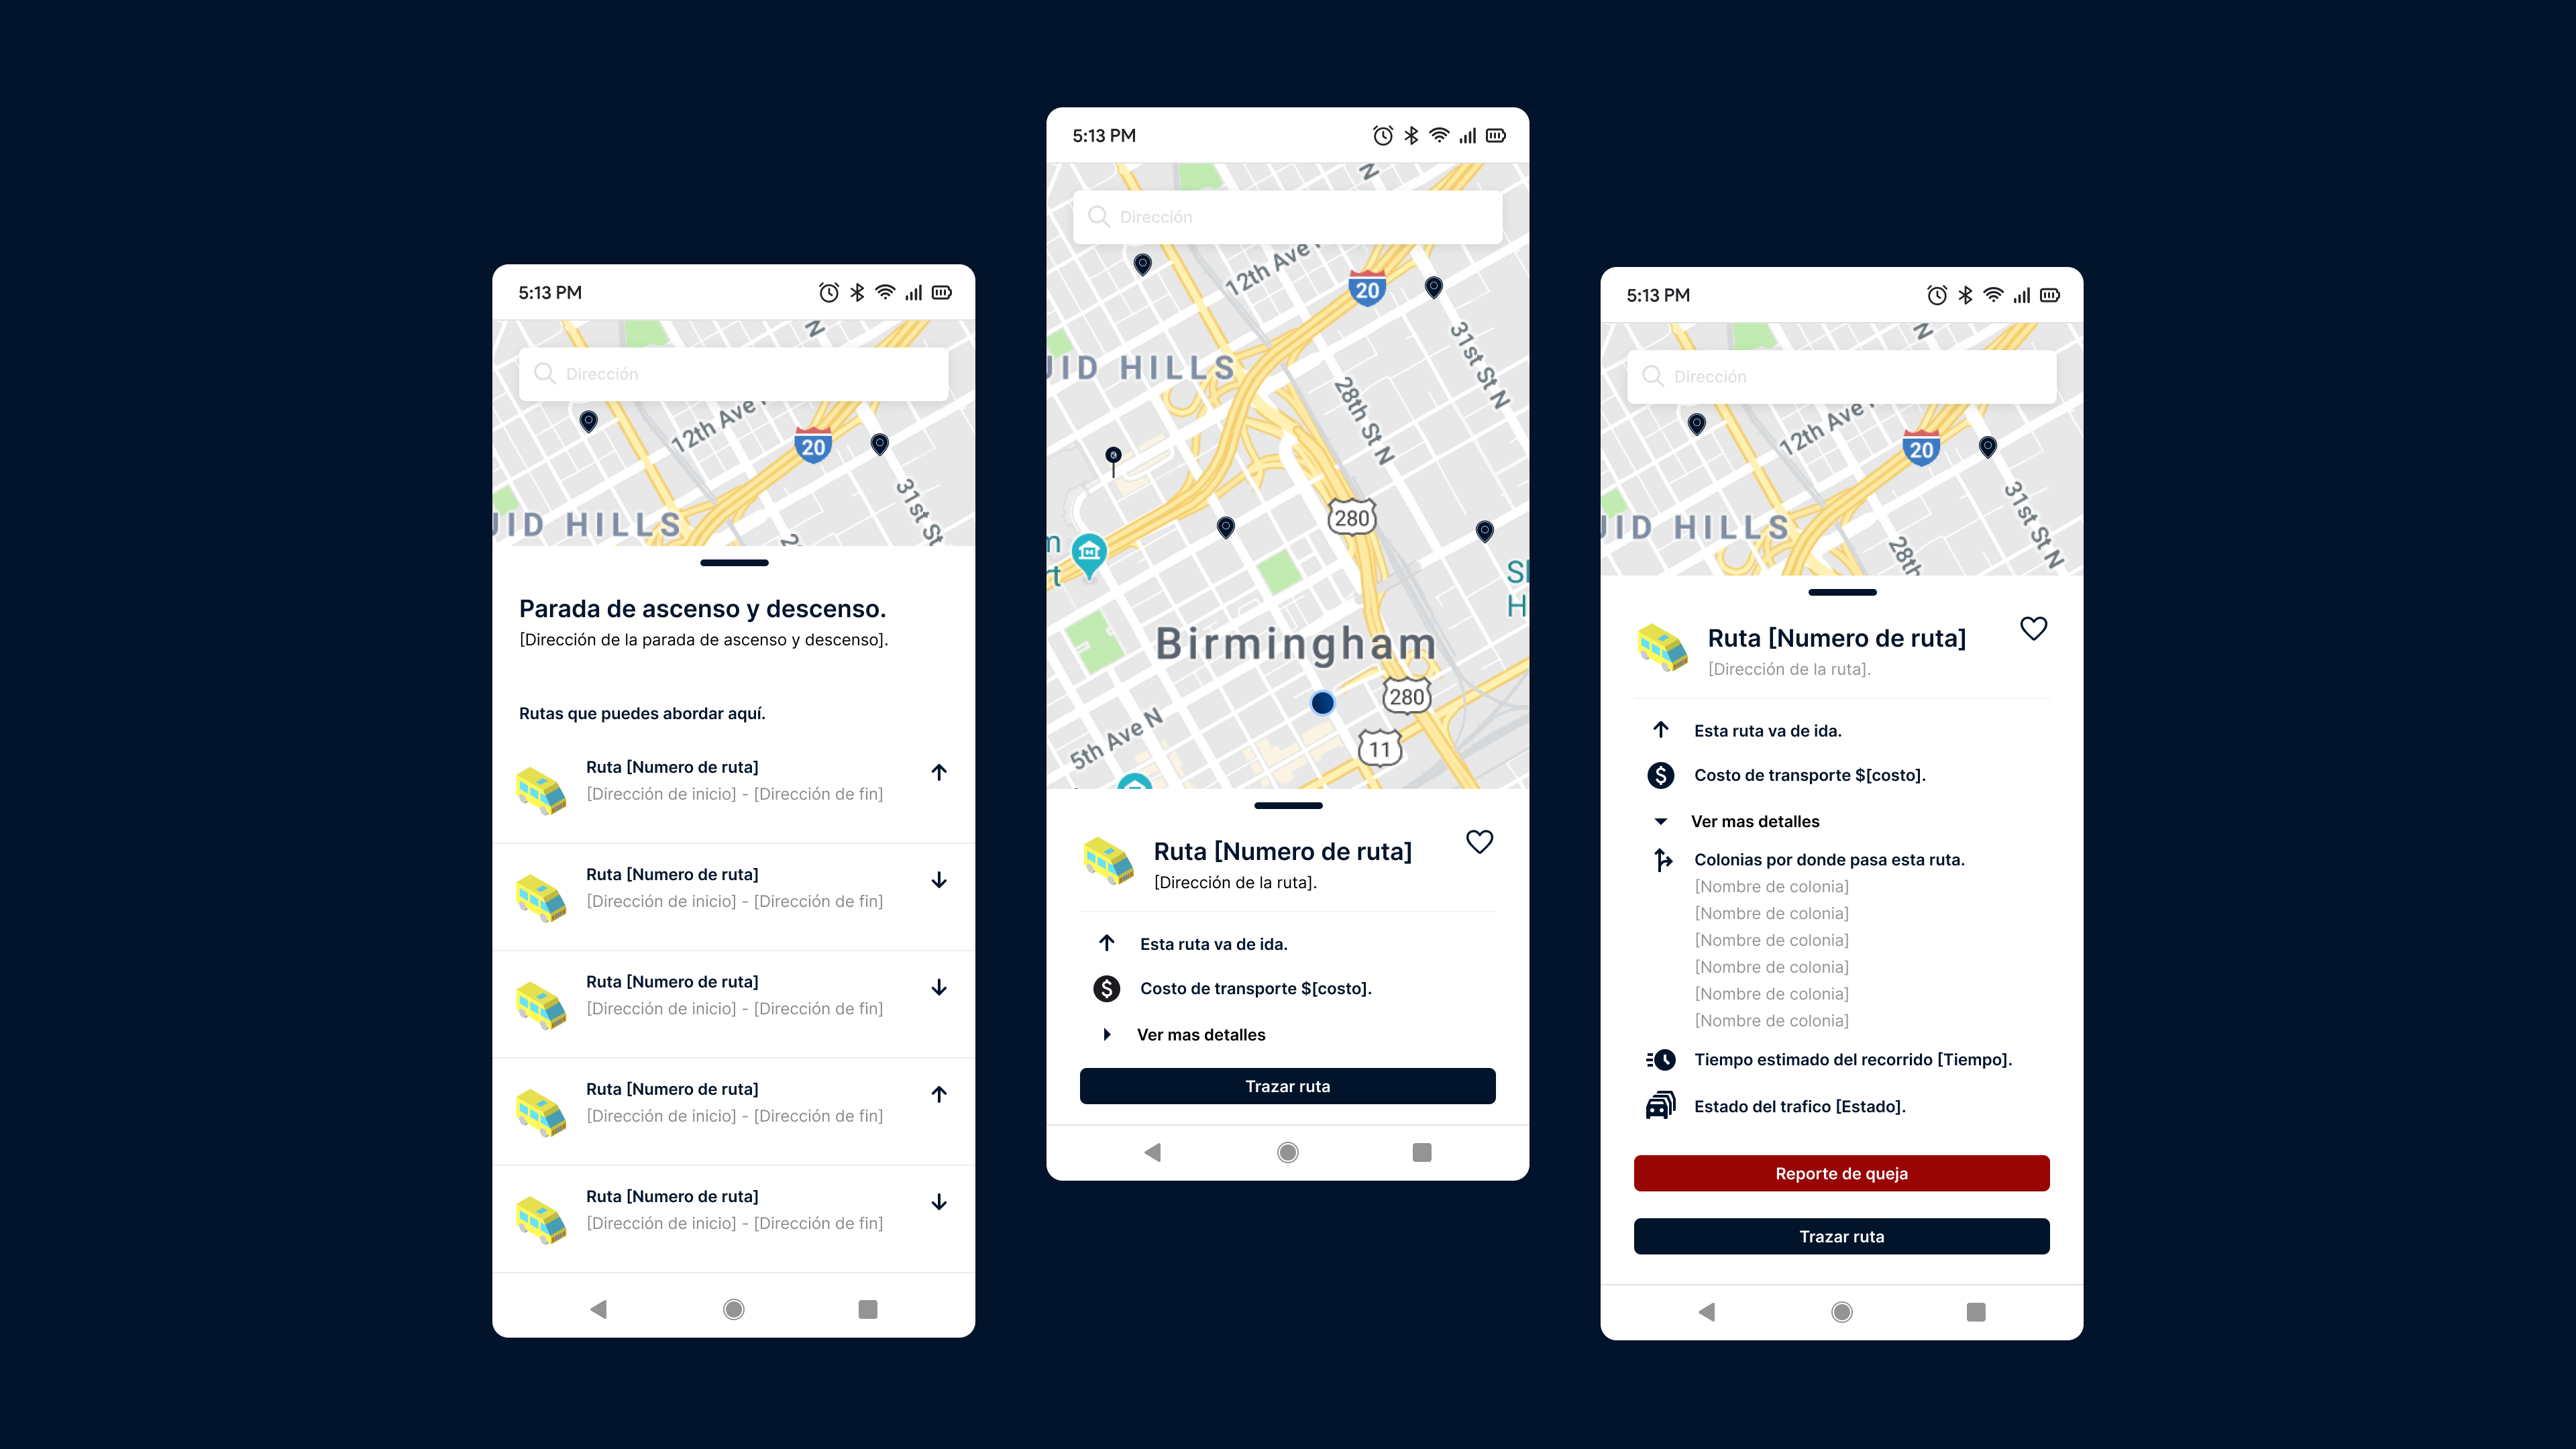 5:13 PM
Dirección
12th Ave
N
20
31st St
UID HILLS
Parada de ascenso y descenso.
[Dirección de la parada de ascenso y descenso].
Rutas que puedes abordar aquí.
Ruta [Numero de ruta]
[Dirección de inicio] - [Dirección de fin]
Ruta [Numero de ruta]
[Dirección de inicio] - [Dirección de fin]
Ruta [Numero de ruta]
[Dirección de inicio] - [Dirección de fin]
Ruta [Numero de ruta]
[Dirección de inicio] - [Dirección de fin]
Ruta [Numero de ruta]
[Dirección de inicio] - [Dirección de fin]
5:13 PM
N
Dirección
12th Ave
20
31st St N
UID HILLS
28th St N
280
Birmingham
280
5th Ave N
11
Ruta [Numero de ruta]
[Dirección de la ruta].
Esta ruta va de ida.
$
Costo de transporte $[costo].
Ver mas detalles
Trazar ruta
5:13 PM
N
Dirección
12th Ave
20
31st St N
UID HILLS
28th
Ruta [Numero de ruta]
[Dirección de la ruta].
Esta ruta va de ida.
$
Costo de transporte $[costo].
Ver mas detalles
Colonias por donde pasa esta ruta.
[Nombre de colonia]
[Nombre de colonia]
[Nombre de colonia]
[Nombre de colonia]
[Nombre de colonia]
[Nombre de colonia]
Tiempo estimado del recorrido [Tiempo].
Estado del trafico [Estado].
Reporte de queja
Trazar ruta